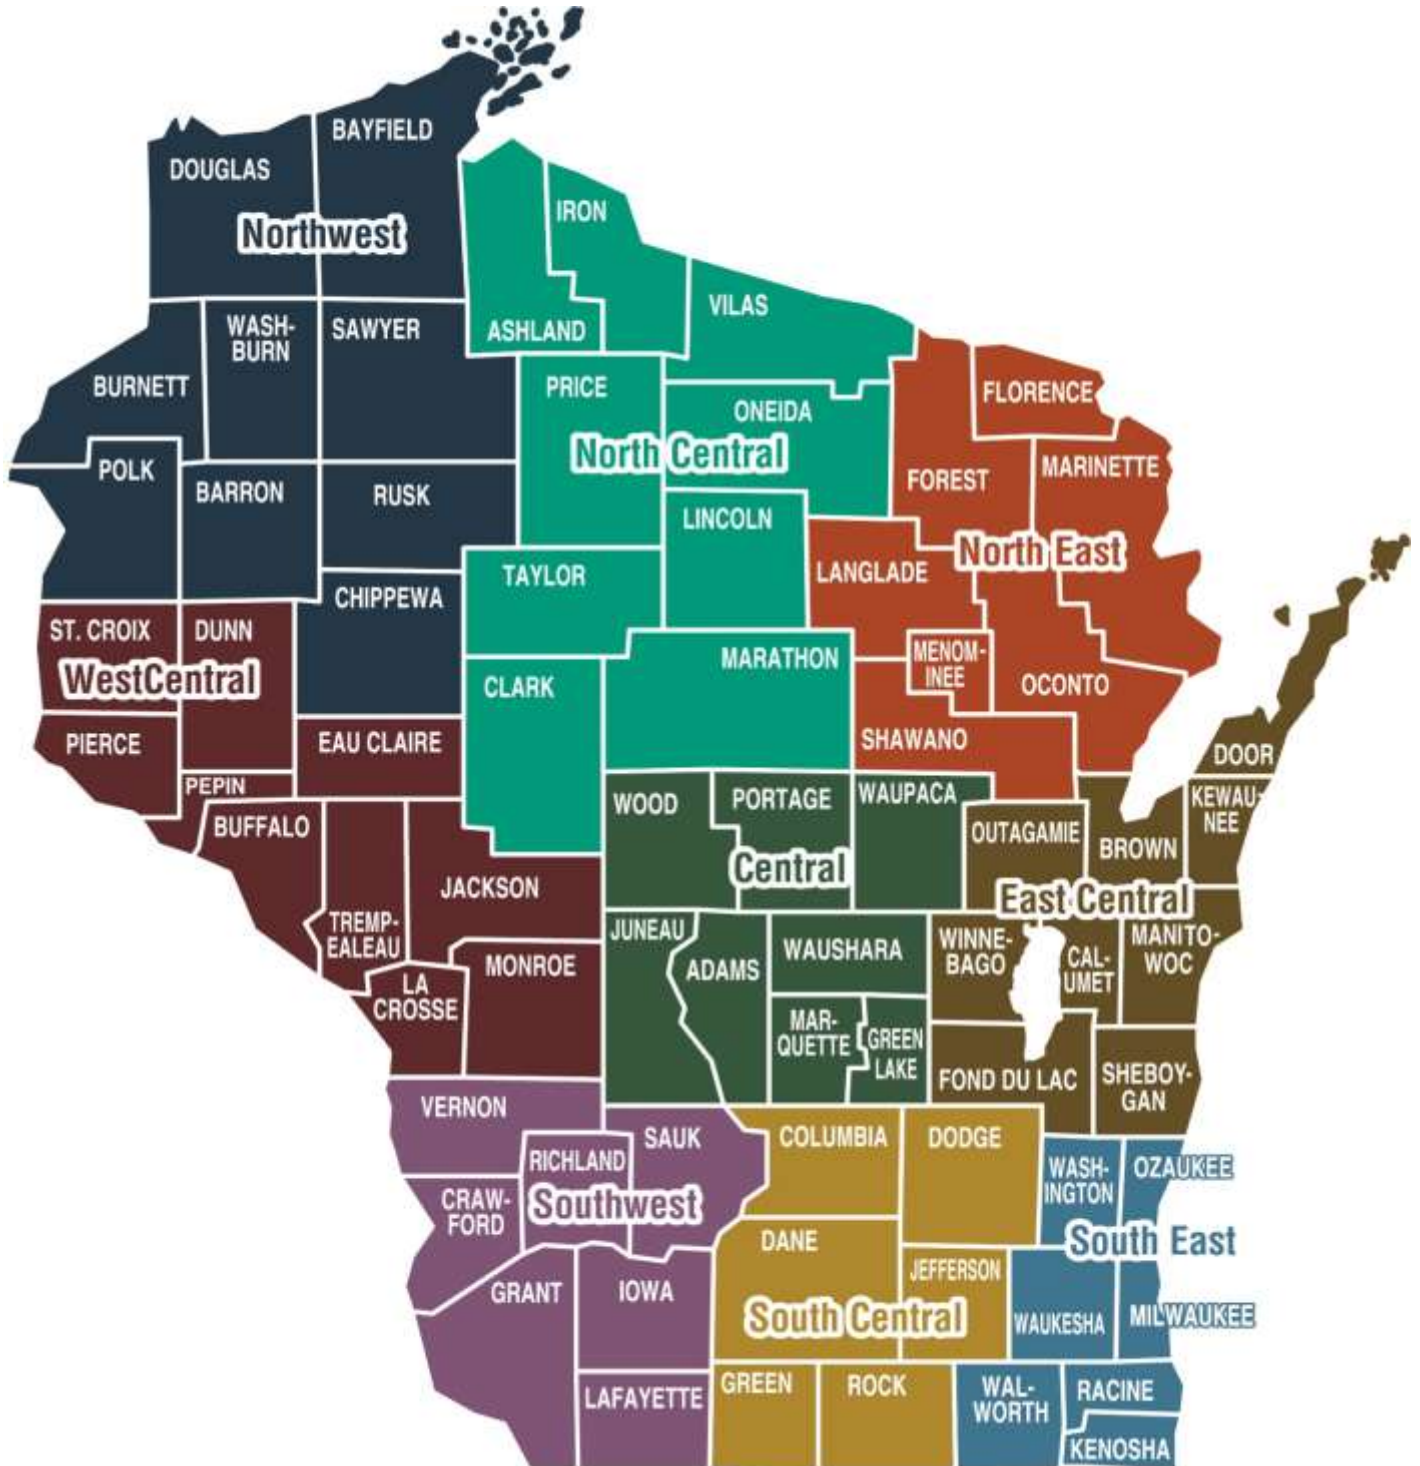 BAYFIELD
DOUGLAS
Northwest
IRON
VILAS
ASHLAND
WASH-
BURN
SAWYER
BURNETT
PRICE
ONEIDA
FLORENCE
North Central
POLK
BARRON
RUSK
FOREST
MARINETTE
LINCOLN
North East
TAYLOR
LANGLADE
CHIPPEWA
ST. CROIX
DUNN
WestCentral
MARATHON
MENOM-
INEE
CLARK
OCONTO
PIERCE
EAU CLAIRE
SHAWANO
DOOR
PEPIN
WOOD
PORTAGE
WAUPACA
KEWAU-
NEE
BUFFALO
OUTAGAMIE
BROWN
Central
JACKSON
East Central
TREMP-
EALEAU
JUNEAU
ADAMS
WAUSHARA
WINNE-
BAGO
CAL-
UMET
MANITO-
WOC
MONROE
LA
CROSSE
MAR-
QUETTE
GREEN
LAKE
FOND DU LAC
SHEBOY-
GAN
VERNON
SAUK
COLUMBIA
DODGE
RICHLAND
WASH-
INGTON
OZAUKEE
CRAW-
FORD
Southwest
DANE
South East
JEFFERSON
GRANT
IOWA
South Central
WAUKESHA
MILWAUKEE
LAFAYETTE
GREEN
ROCK
WAL-
WORTH
RACINE
KENOSHA